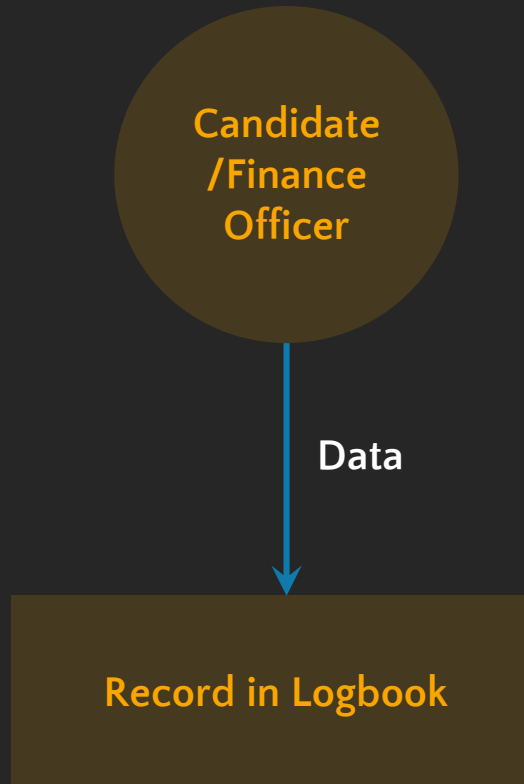 Candidate
/Finance
Officer
Data
Record in Logbook